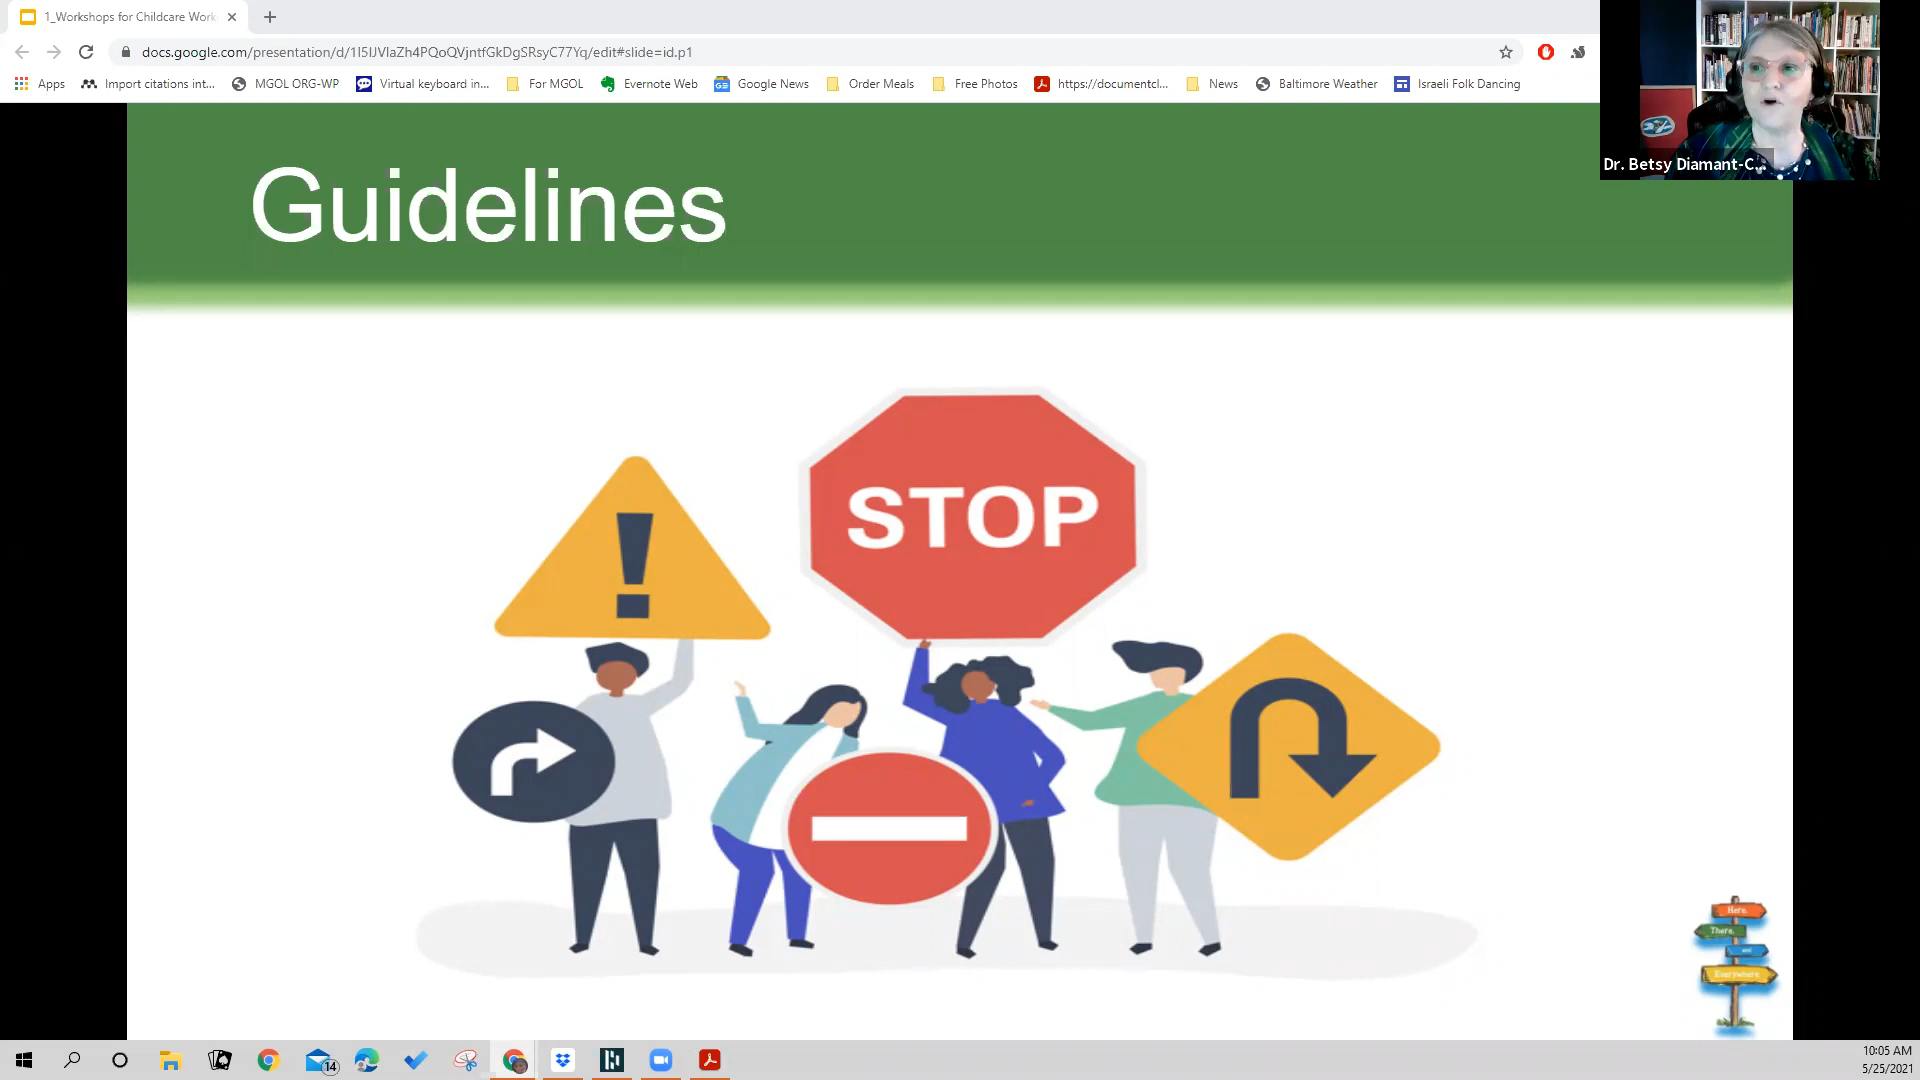 1_Workshops for Childcare Work
docs.google.com/presentation/d/1I5IJVlaZh4PQoQVjntfGkDgSRsyC77Yq/edit#slide=id.p1
Apps
Import citations int...
MGOL ORG-WP
Virtual keyboard in...
For MGOL
Evernote Web
Google News
Order Meals
Free Photos
https://documentcl...
News
Baltimore Weather
Israeli Folk Dancing
Dr. Betsy Diamant-C...
Guidelines
!
STOP
Here,
There,
and
Everywhere
14
10:05 AM
5/25/2021